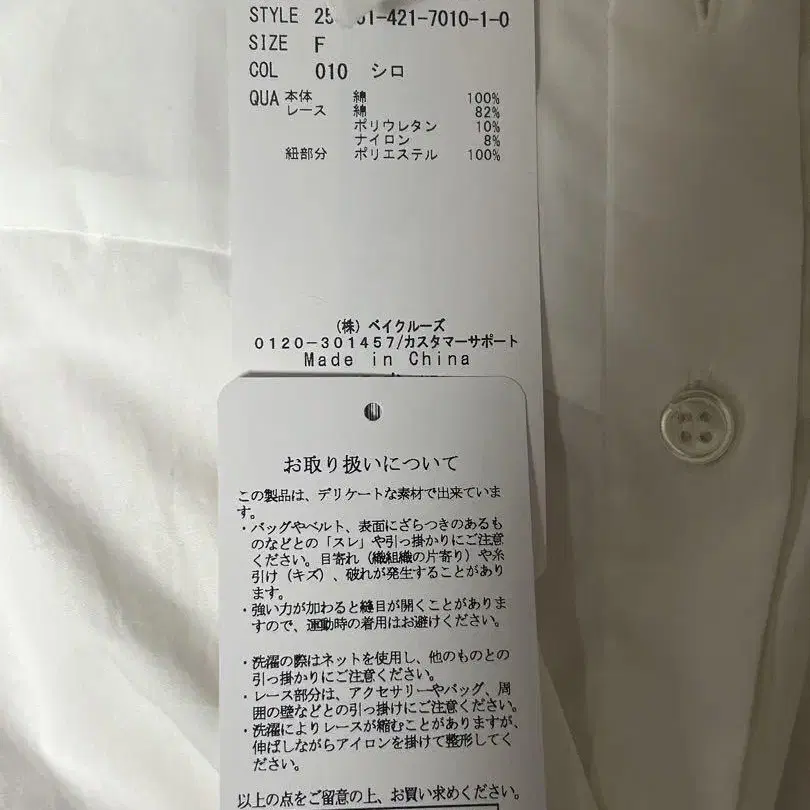 STYLE 25 01-421-7010-1-0
SIZE F
COL 010 シロ
QUA 本体 綿 100%
レース 綿 82%
ポリウレタン 10%
ナイロン 8%
紐部分 ポリエステル 100%
(株) ベイクルーズ
0120-301457/カスタマーサポート
Made in China
お取り扱いについて
この製品は、デリケートな素材で出来ていま
す。
・バッグやベルト、表面にざらつきのあるも
のなどとの「スレ」や引っ掛かりにご注意
ください。目寄れ（織組織の片寄り）や糸
引け（キズ）、破れが発生することがあり
ます。
・強い力が加わると縫目が開くことがありま
すので、運動時の着用はお避けください。
・洗濯の際はネットを使用し、他のものとの
引っ掛かりにご注意ください。
・レース部分は、アクセサリーやバッグ、周
囲の壁などとの引っ掛けにご注意ください。
・洗濯によりレースが縮むことがありますが、
伸ばしながらアイロンを掛けて整形してく
ださい。
以上の点をご留意の上、お買い求めください。